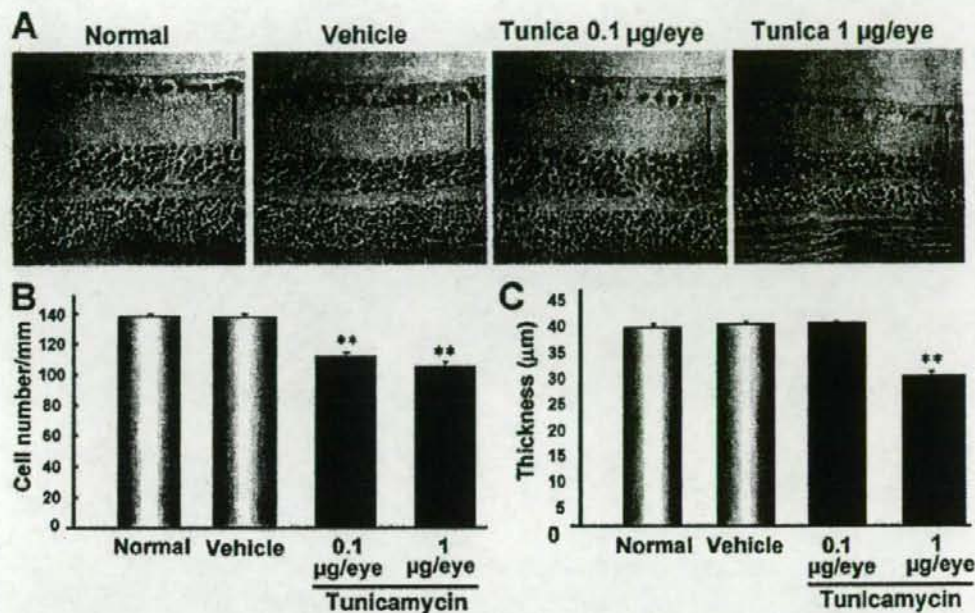 A
Normal
Vehicle
Tunica 0.1 µg/eye
Tunica 1 µg/eye
B
Cell number/mm
140
120
100
80
60
40
20
0
**
**
Normal
Vehicle
0.1
µg/eye
1
µg/eye
Tunicamycin
C
Thickness (µm)
45
40
35
30
25
20
15
10
5
0
**
Normal
Vehicle
0.1
µg/eye
1
µg/eye
Tunicamycin